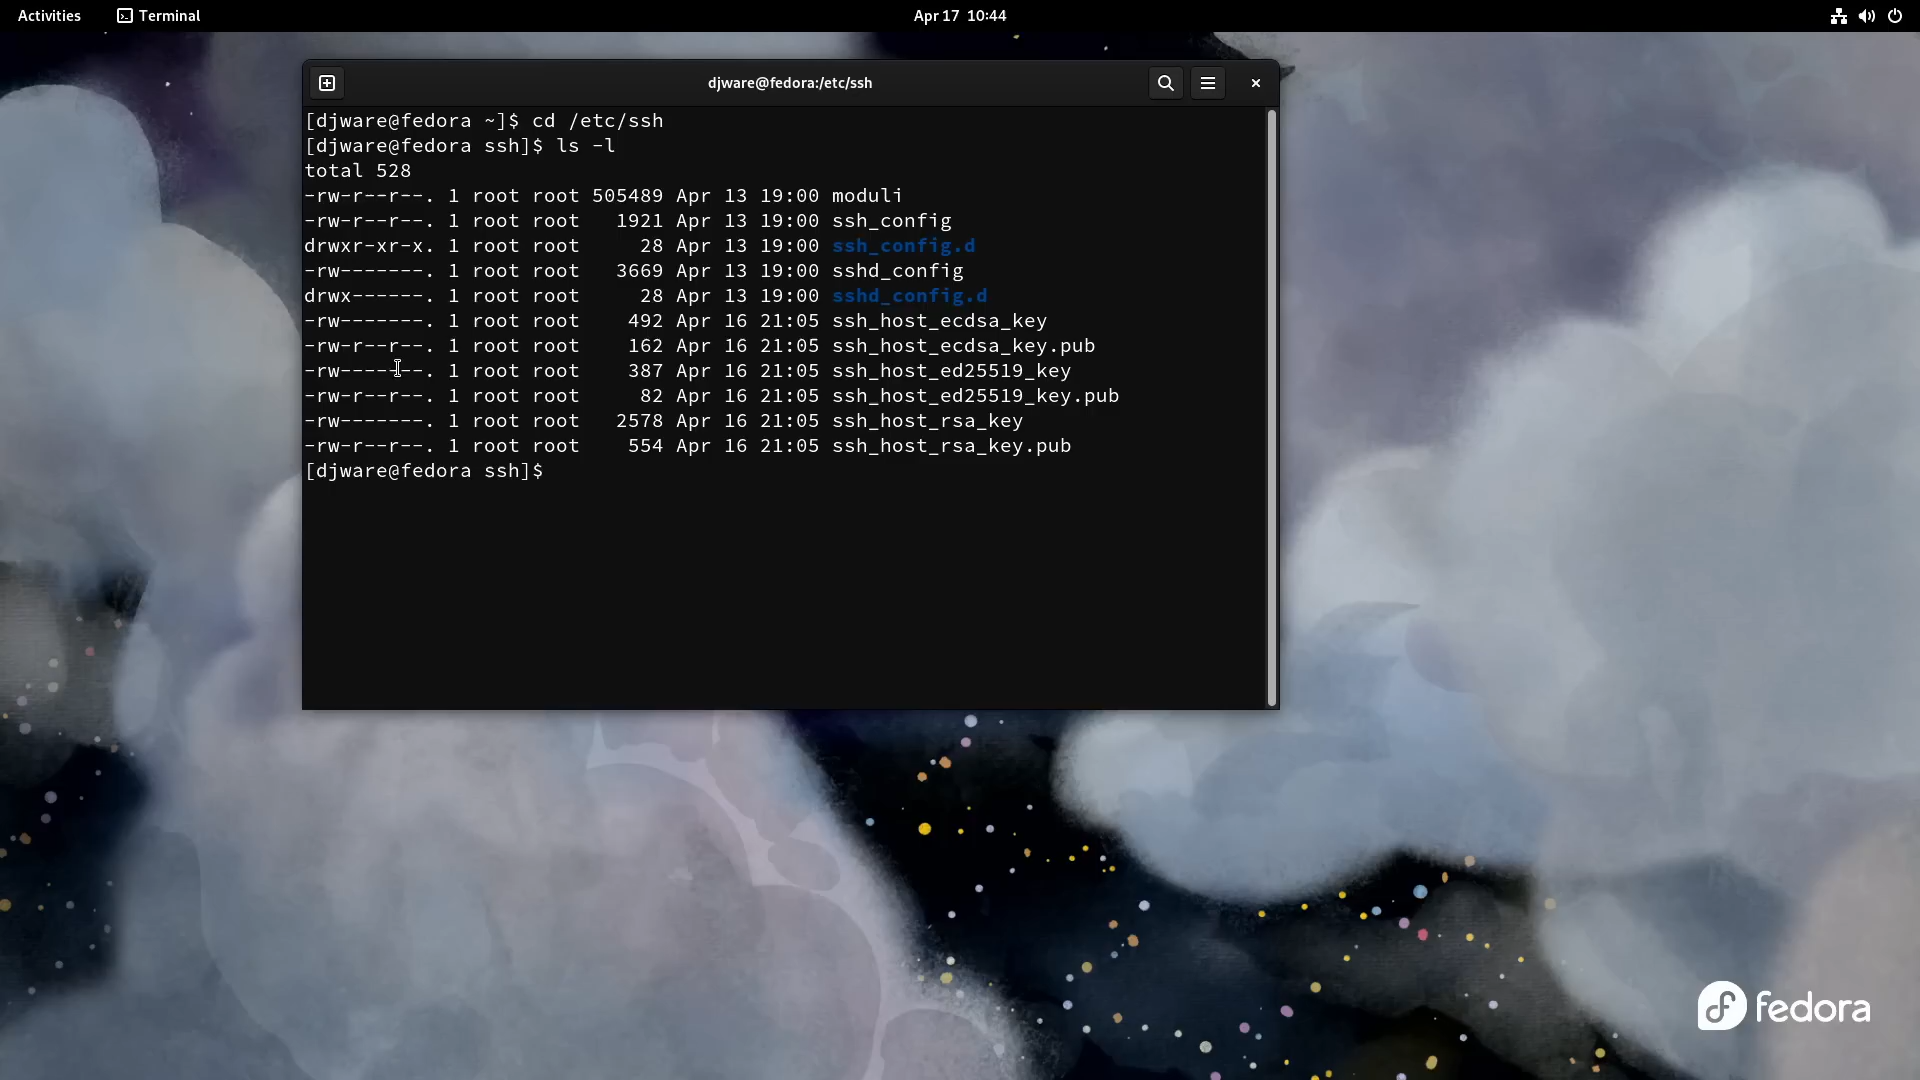 Activities Terminal Apr 17 10:44
djware@fedora:/etc/ssh
[djware@fedora ~]$ cd /etc/ssh
[djware@fedora ssh]$ ls -l
total 528
-rw-r--r--. 1 root root 505489 Apr 13 19:00 moduli
-rw-r--r--. 1 root root   1921 Apr 13 19:00 ssh_config
drwxr-xr-x. 1 root root     28 Apr 13 19:00 ssh_config.d
-rw-------. 1 root root   3669 Apr 13 19:00 sshd_config
drwx------. 1 root root     28 Apr 13 19:00 sshd_config.d
-rw-------. 1 root root    492 Apr 16 21:05 ssh_host_ecdsa_key
-rw-r--r--. 1 root root    162 Apr 16 21:05 ssh_host_ecdsa_key.pub
-rw-------. 1 root root    387 Apr 16 21:05 ssh_host_ed25519_key
-rw-r--r--. 1 root root     82 Apr 16 21:05 ssh_host_ed25519_key.pub
-rw-------. 1 root root   2578 Apr 16 21:05 ssh_host_rsa_key
-rw-r--r--. 1 root root    554 Apr 16 21:05 ssh_host_rsa_key.pub
[djware@fedora ssh]$
fedora